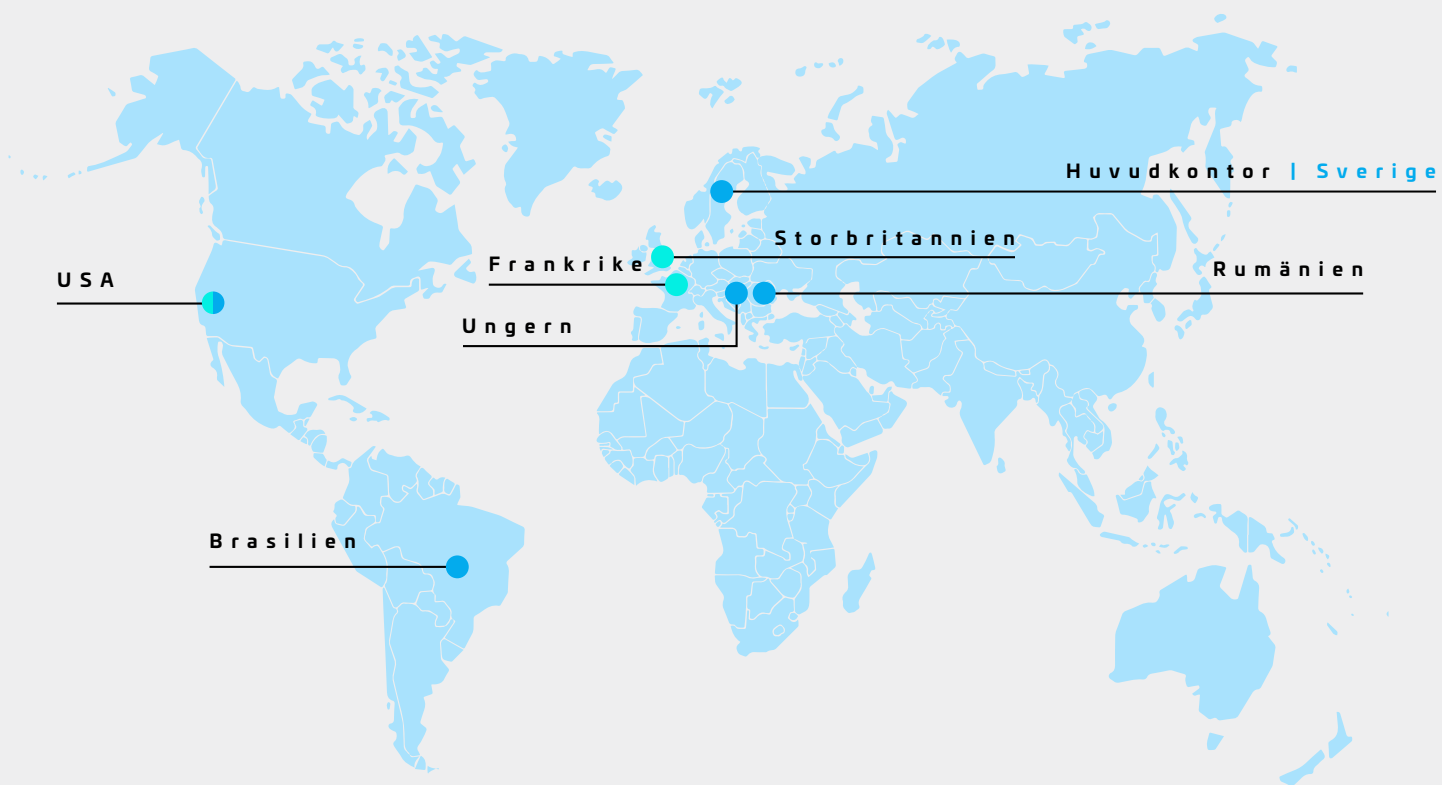 Huvudkontor | Sverige
Storbritannien
Frankrike
Rumänien
USA
Ungern
Brasilien